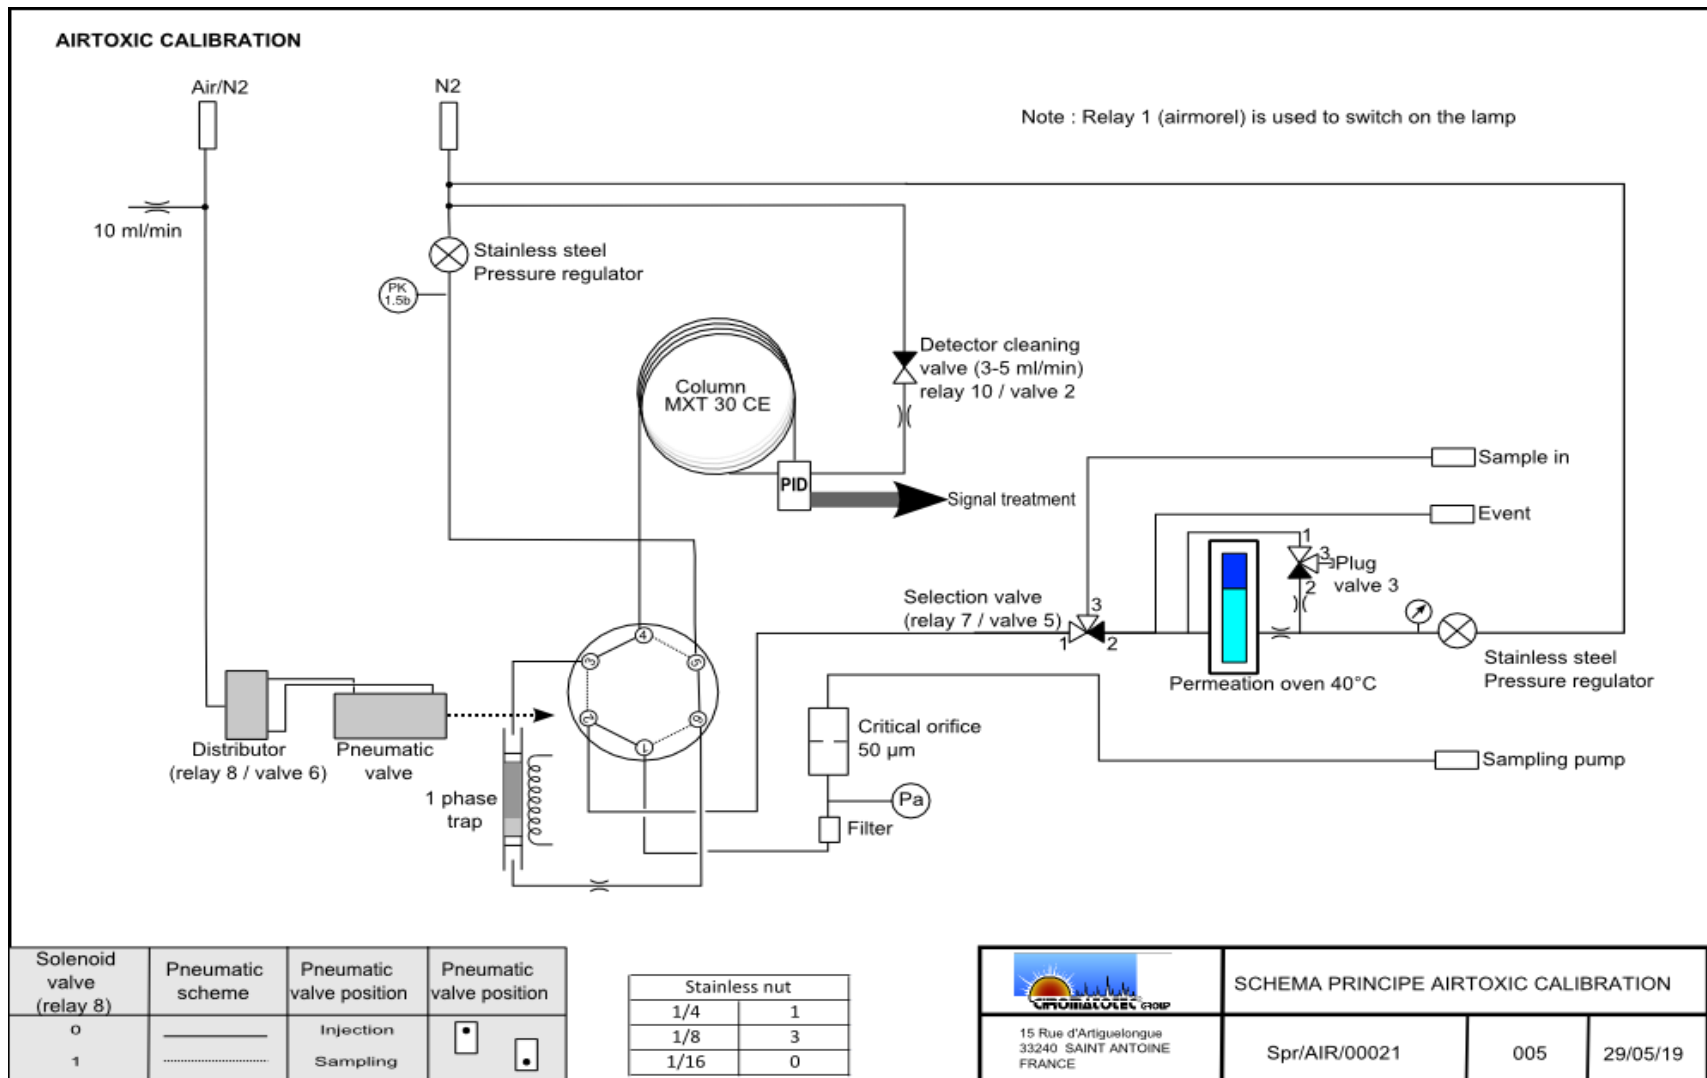 AIRTOXIC CALIBRATION
Air/N2
N2
Note : Relay 1 (airmorel) is used to switch on the lamp
10 ml/min
Stainless steel
Pressure regulator
PK
1.5b
Detector cleaning
valve (3-5 ml/min)
relay 10 / valve 2
Column
MXT 30 CE
PID
Signal treatment
Sample in
Event
1
3
Plug
valve 3
2
Selection valve
(relay 7 / valve 5)
3
1
2
Stainless steel
Pressure regulator
Permeation oven 40°C
4
3
5
2
6
1
Distributor
(relay 8 / valve 6)
Pneumatic
valve
Critical orifice
50 µm
Sampling pump
1 phase
trap
Pa
Filter
Solenoid
valve
(relay 8)
Pneumatic
scheme
Pneumatic
valve position
Pneumatic
valve position
0
Injection
1
Sampling
Stainless nut
1/4 1
1/8 3
1/16 0
CHROMATOTEC GROUP
SCHEMA PRINCIPE AIRTOXIC CALIBRATION
15 Rue d'Artiguelongue
33240 SAINT ANTOINE
FRANCE
Spr/AIR/00021
005
29/05/19